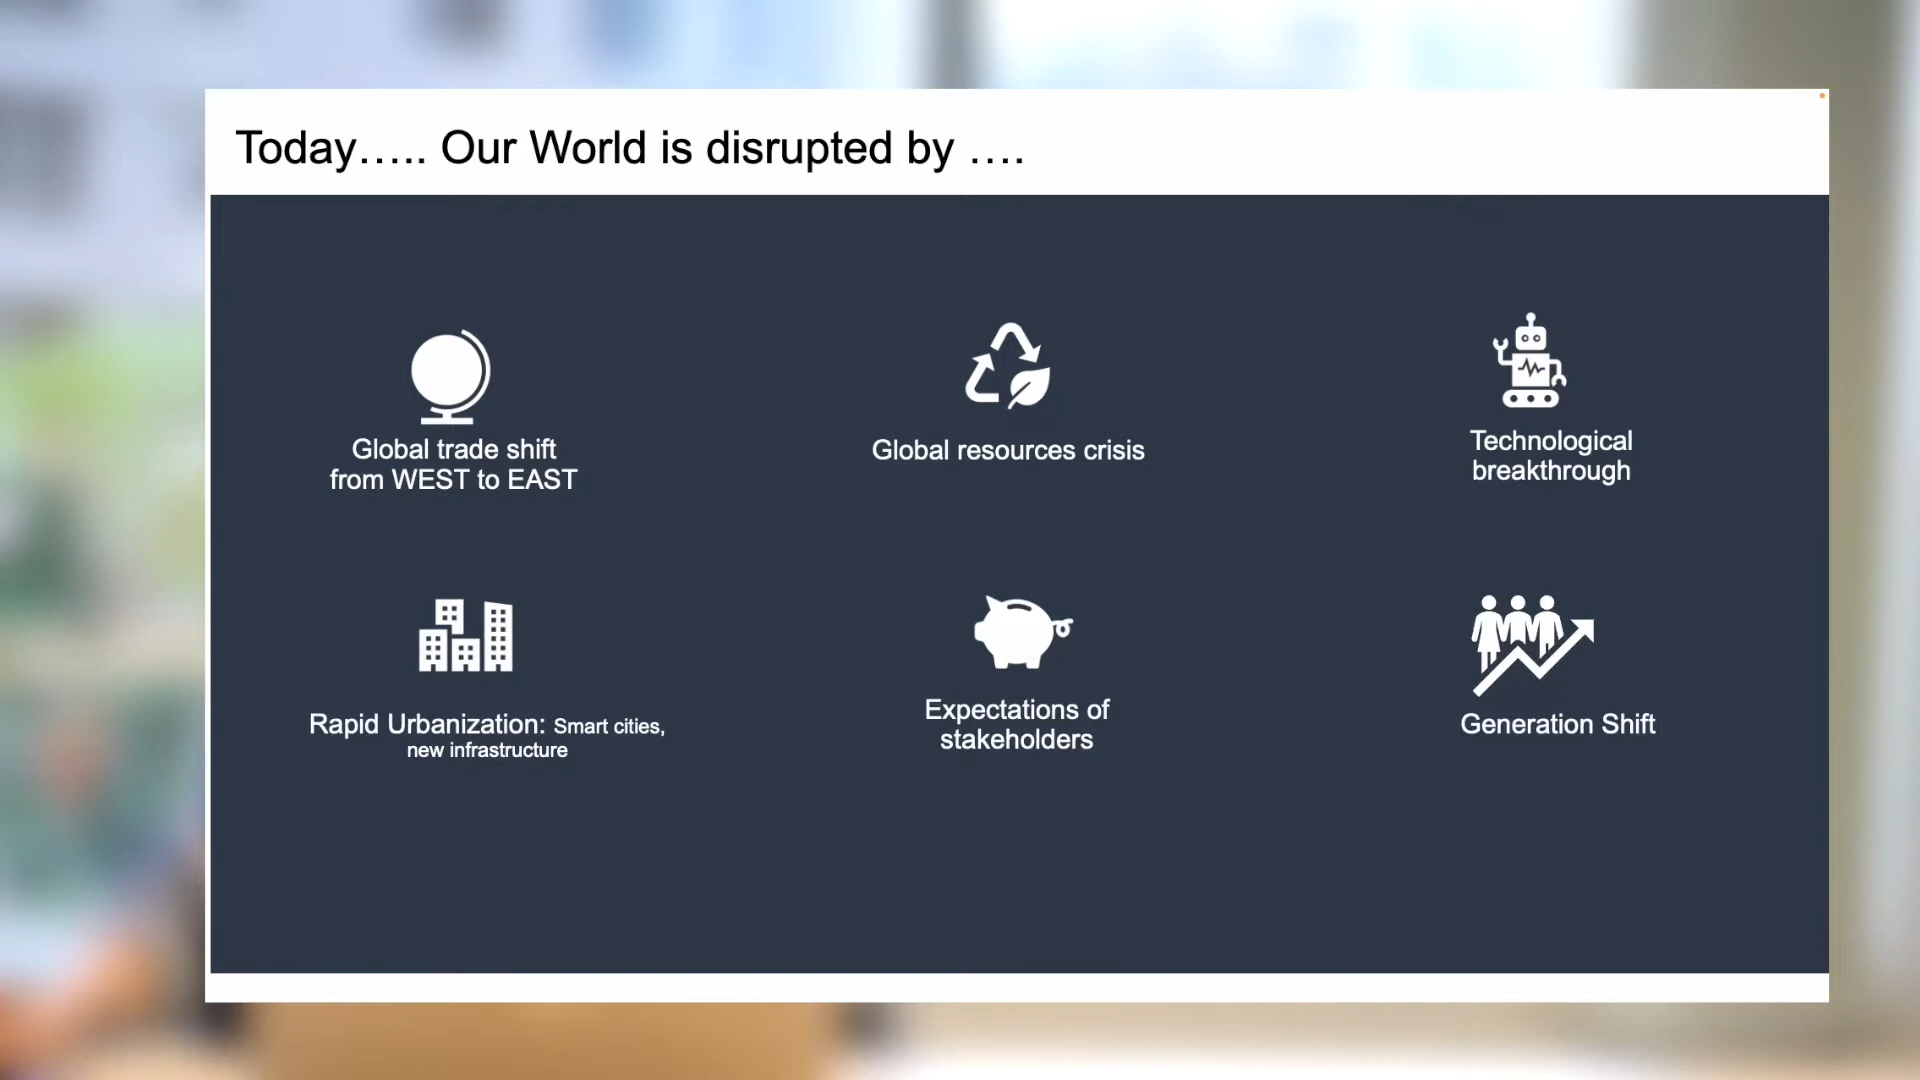 Today….. Our World is disrupted by ….
Global trade shift
from WEST to EAST
Global resources crisis
Technological
breakthrough
Rapid Urbanization: Smart cities,
new infrastructure
Expectations of
stakeholders
Generation Shift